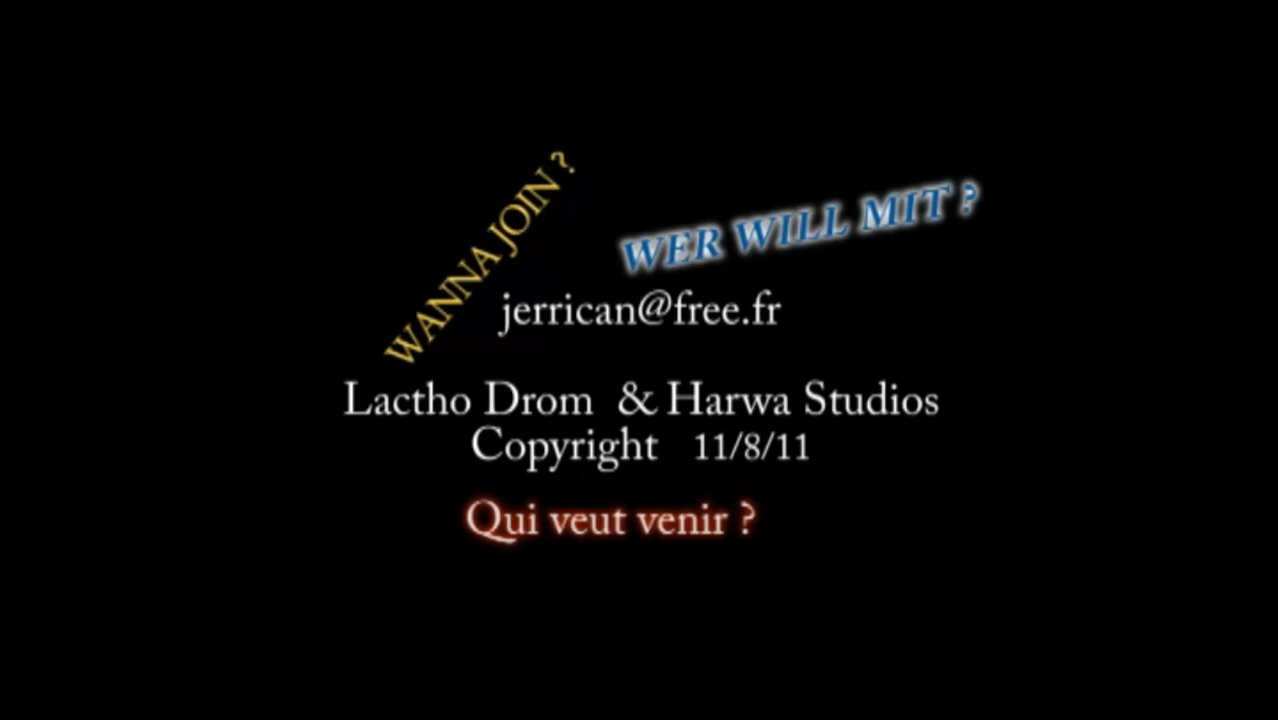 WANNA JOIN ?
WER WILL MIT ?
jerrican@free.fr
Lactho Drom & Harwa Studios
Copyright 11/8/11
Qui veut venir ?